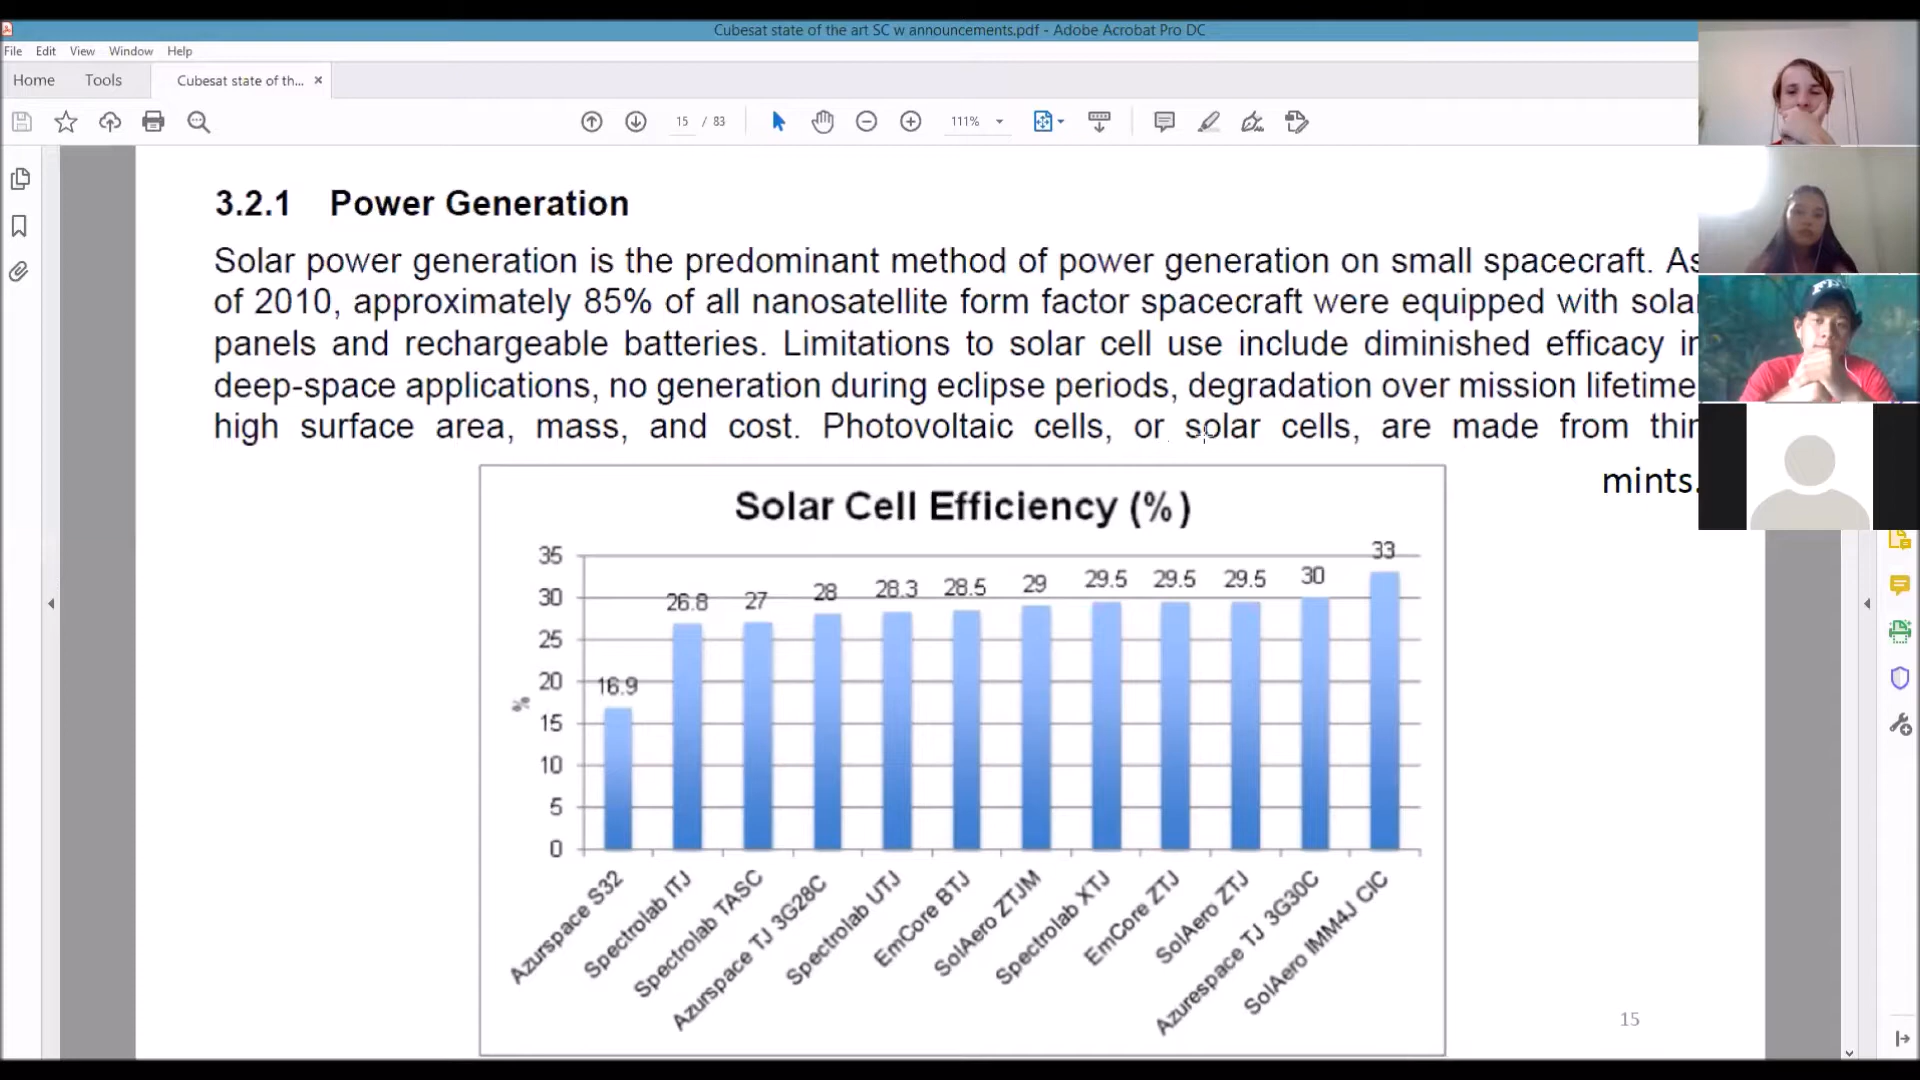 Cubesat state of the art SC w announcements.pdf - Adobe Acrobat Pro DC
File Edit View Window Help
Home Tools Cubesat state of th... ×
15 / 83 111%
3.2.1 Power Generation
Solar power generation is the predominant method of power generation on small spacecraft. As
of 2010, approximately 85% of all nanosatellite form factor spacecraft were equipped with solar
panels and rechargeable batteries. Limitations to solar cell use include diminished efficacy in
deep-space applications, no generation during eclipse periods, degradation over mission lifetime
high surface area, mass, and cost. Photovoltaic cells, or solar cells, are made from thin
mints.
Solar Cell Efficiency (%)
%
35
30
25
20
15
10
5
0
16.9
26.8
27
28
28.3
28.5
29
29.5
29.5
29.5
30
33
Azurspace S32
Spectrolab ITJ
Spectrolab TASC
Azurspace TJ 3G28C
Spectrolab UTJ
EmCore BTJ
SolAero ZTJM
Spectrolab XTJ
EmCore ZTJ
SolAero ZTJ
Azurespace TJ 3G30C
SolAero IMM4J CIC
15